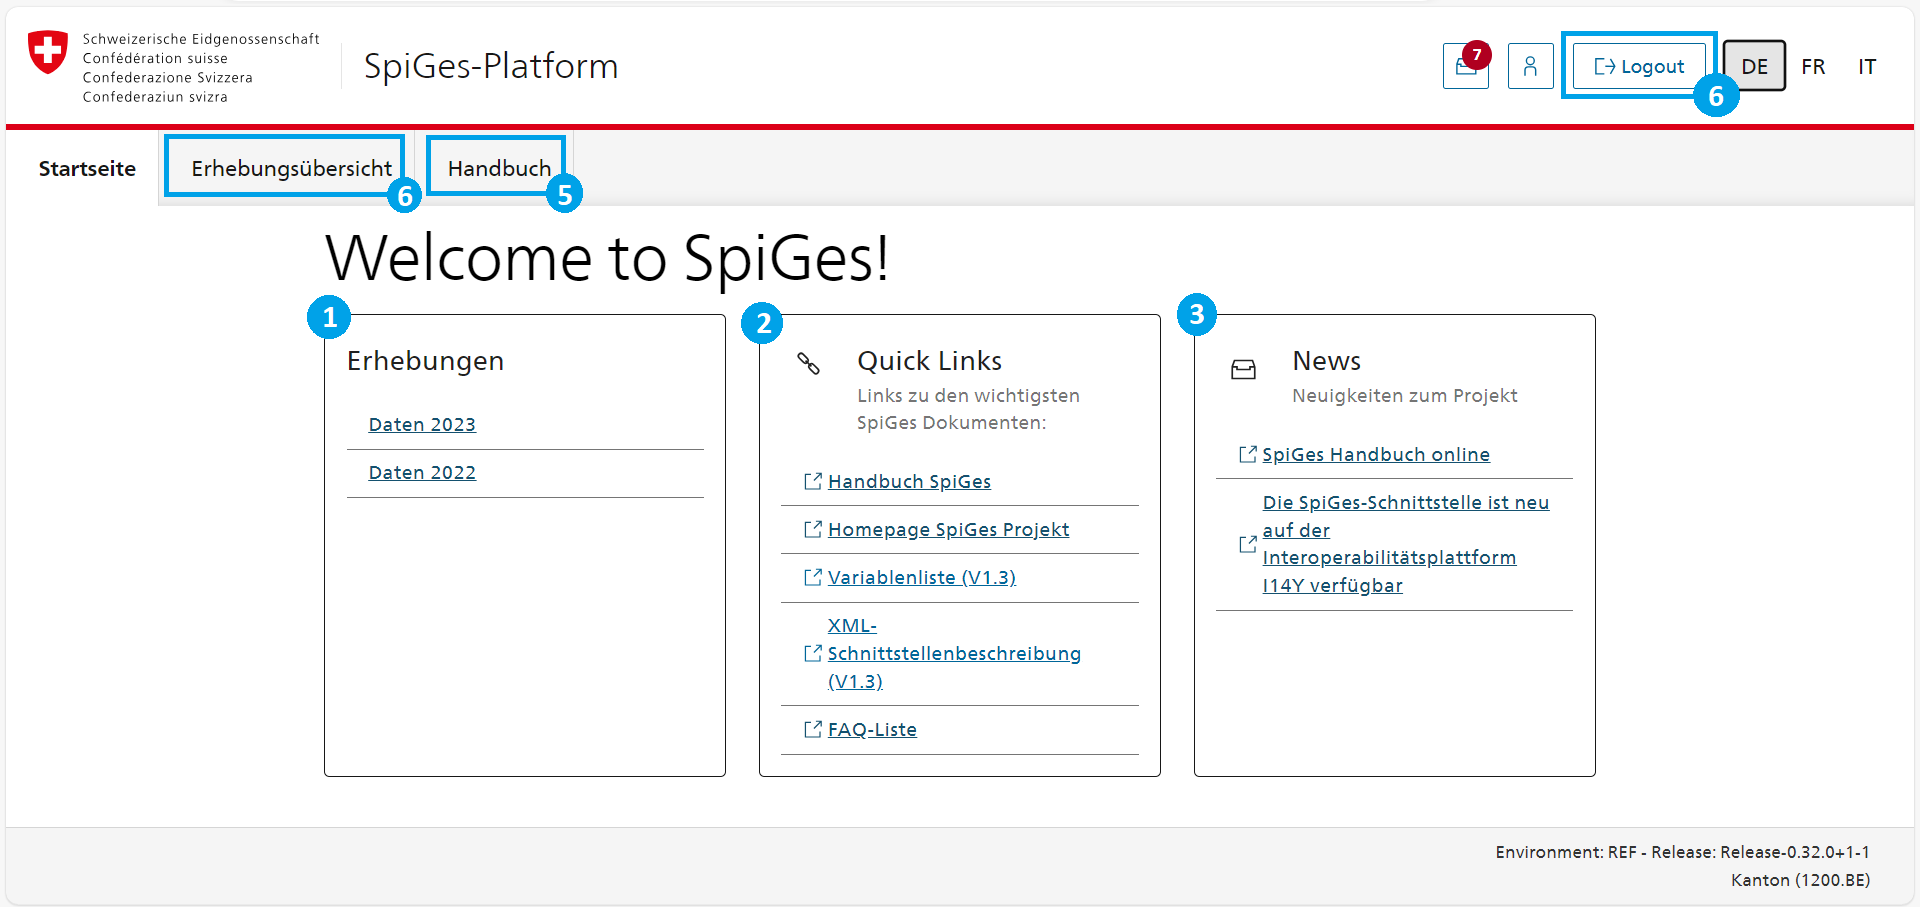 Schweizerische Eidgenossenschaft
Confédération suisse
Confederazione Svizzera
Confederaziun svizra
SpiGes-Platform
7
Logout
6
DE
FR
IT
Startseite
Erhebungsübersicht
6
Handbuch
5
Welcome to SpiGes!
1
Erhebungen
Daten 2023
Daten 2022
2
Quick Links
Links zu den wichtigsten
SpiGes Dokumenten:
Handbuch SpiGes
Homepage SpiGes Projekt
Variablenliste (V1.3)
XML-
Schnittstellenbeschreibung
(V1.3)
FAQ-Liste
3
News
Neuigkeiten zum Projekt
SpiGes Handbuch online
Die SpiGes-Schnittstelle ist neu
auf der
Interoperabilitätsplattform
I14Y verfügbar
Environment: REF - Release: Release-0.32.0+1-1
Kanton (1200.BE)